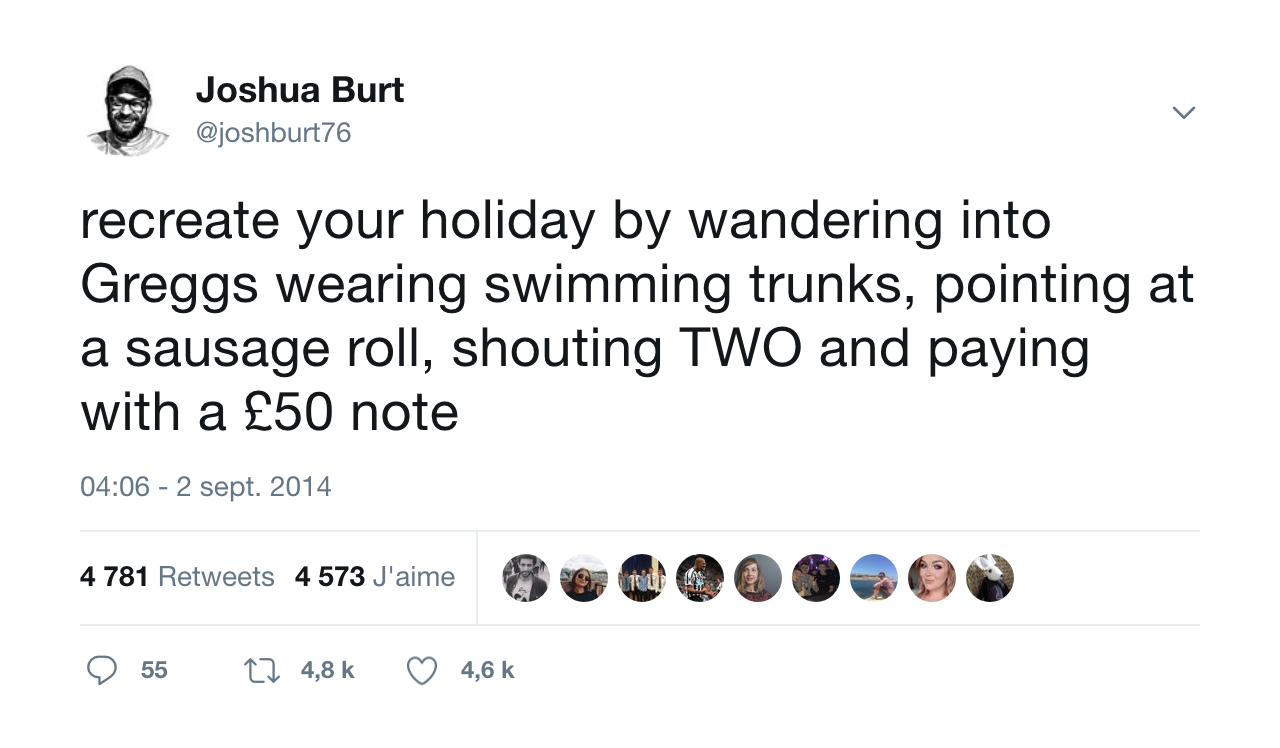 Joshua Burt
@joshburt76
recreate your holiday by wandering into
Greggs wearing swimming trunks, pointing at
a sausage roll, shouting TWO and paying
with a £50 note
04:06 - 2 sept. 2014
4 781 Retweets 4 573 J'aime
55 4,8 k 4,6 k